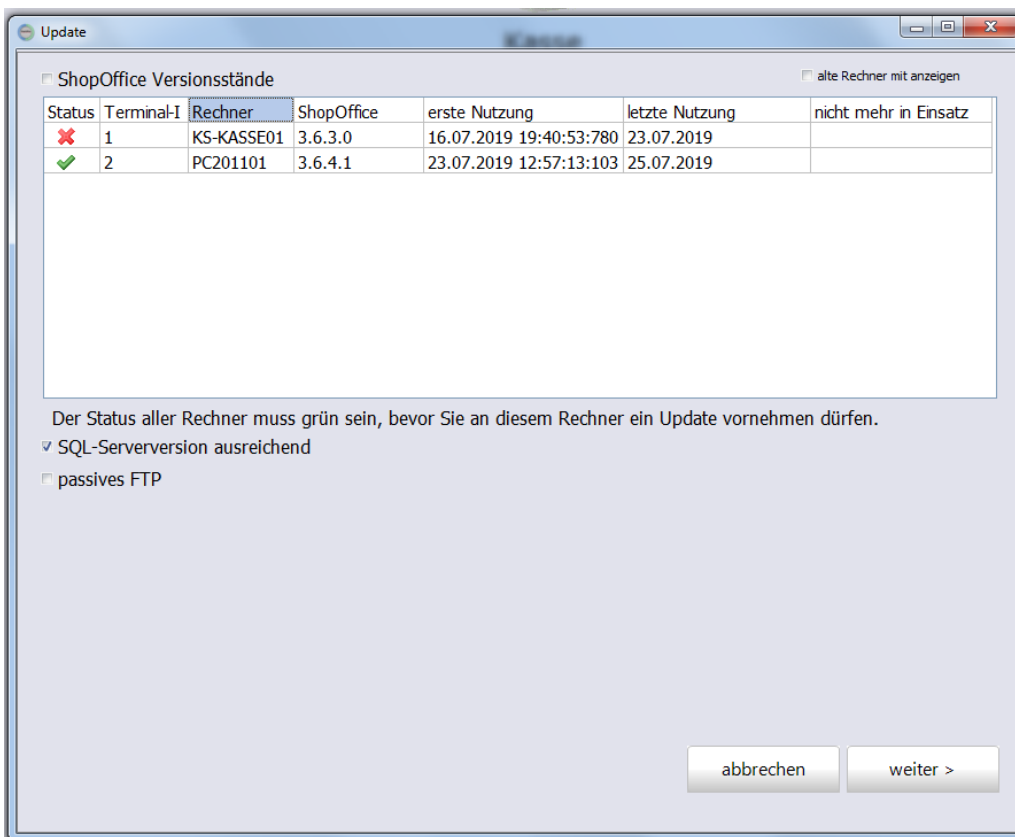 Update
Kasse
ShopOffice Versionsstände
alte Rechner mit anzeigen
Status Terminal-I Rechner ShopOffice erste Nutzung letzte Nutzung nicht mehr in Einsatz
1 KS-KASSE01 3.6.3.0 16.07.2019 19:40:53:780 23.07.2019
2 PC201101 3.6.4.1 23.07.2019 12:57:13:103 25.07.2019
Der Status aller Rechner muss grün sein, bevor Sie an diesem Rechner ein Update vornehmen dürfen.
SQL-Serverversion ausreichend
passives FTP
abbrechen weiter >